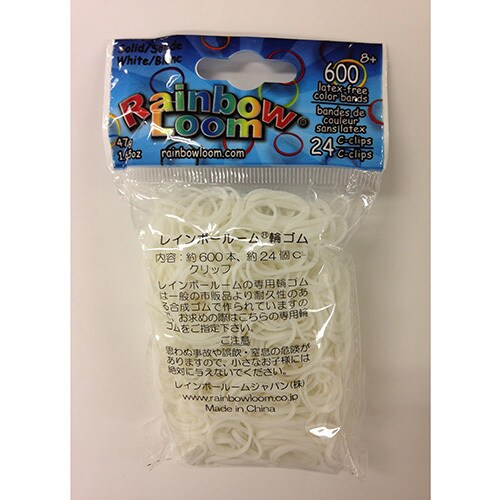 Solid/Solide
White/Blanc
8+
600
latex-free
color bands
Rainbow
Loom
bandes de
couleur
sans latex
24 C-clips
C-clips
47g
rainbowloom.com
レインボールーム®輪ゴム
内容：約600本、約24個C-
クリップ
レインボールームの専用輪ゴム
は一般の市販品より耐久性のあ
る合成ゴムで作られていますの
で、お求めの際はこちらの専用輪
ゴムをご指定下さい。
ご注意
思わぬ事故や誤飲・窒息の危険が
ありますので、小さなお子様には
絶対に与えないでください。
レインボールームジャパン(株)
www.rainbowloom.co.jp
Made in China